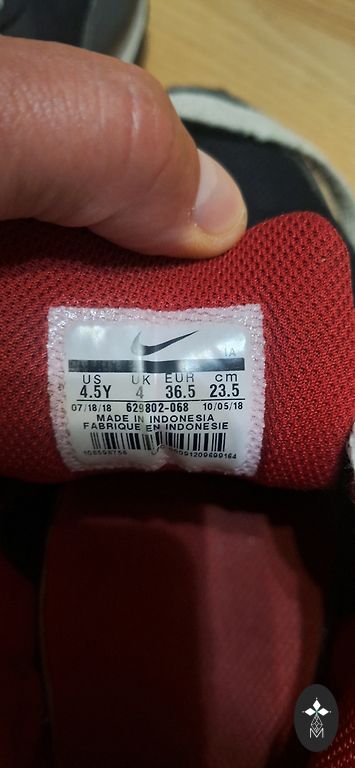 IA
US UK EUR cm
4.5Y 4 36.5 23.5
07/18/18 629802-068 10/05/18
MADE IN INDONESIA
FABRIQUE EN INDONESIE
M